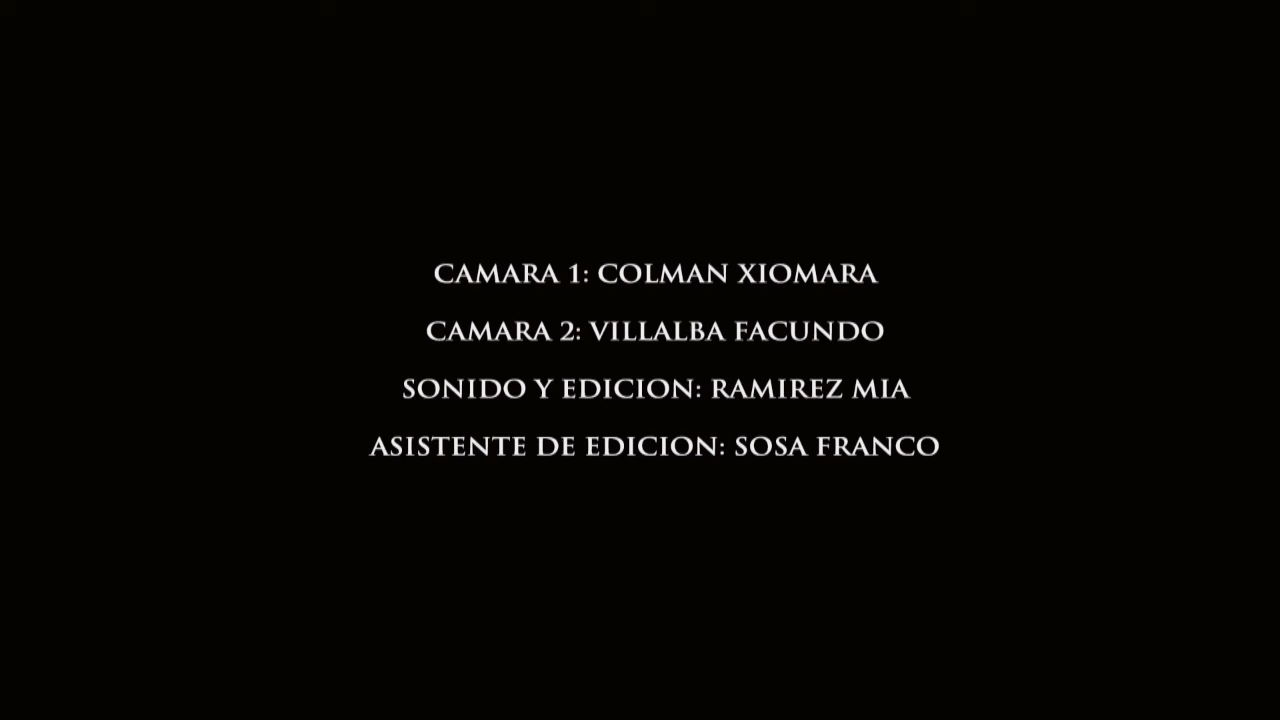 CAMARA 1: COLMAN XIOMARA
CAMARA 2: VILLALBA FACUNDO
SONIDO Y EDICION: RAMIREZ MIA
ASISTENTE DE EDICION: SOSA FRANCO